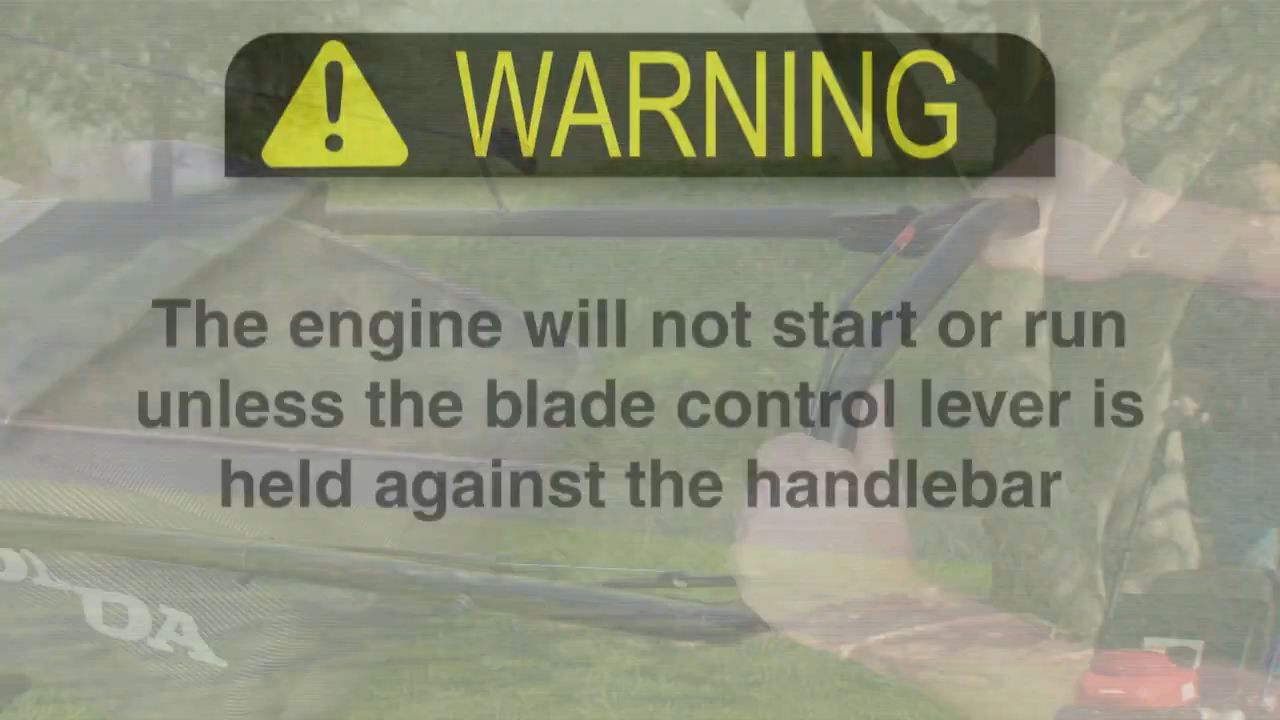 WARNING
The engine will not start or run
unless the blade control lever is
held against the handlebar